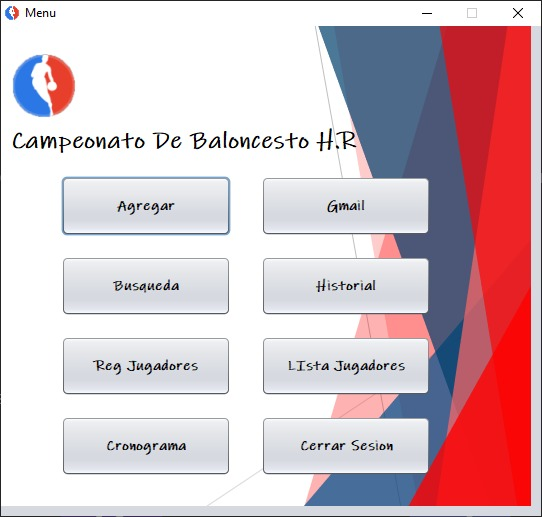 Menu
Campeonato De Baloncesto H.R
Agregar
Gmail
Busqueda
Historial
Reg Jugadores
LIsta Jugadores
Cronograma
Cerrar Sesion